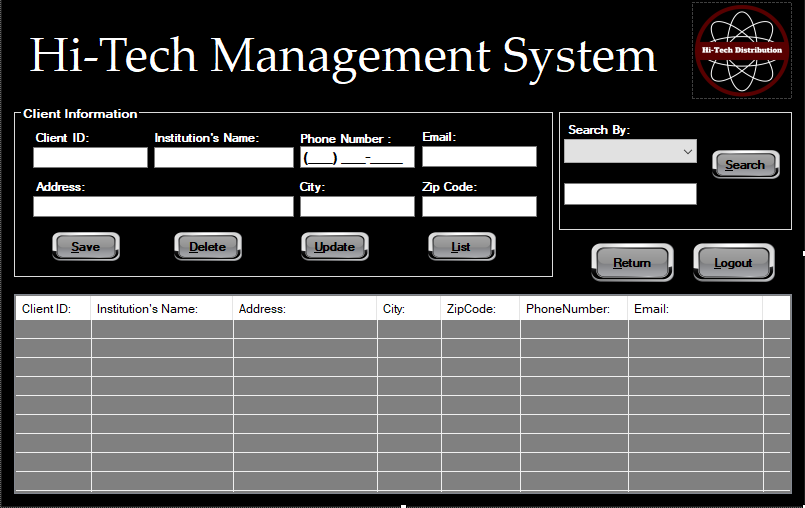 Hi-Tech Management System
Hi-Tech Distribution
Client Information
Client ID:
Institution's Name:
Phone Number :
Email:
(___) ___-____
Address:
City:
Zip Code:
Save
Delete
Update
List
Search By:
Search
Return
Logout
Client ID:
Institution's Name:
Address:
City:
ZipCode:
PhoneNumber:
Email: